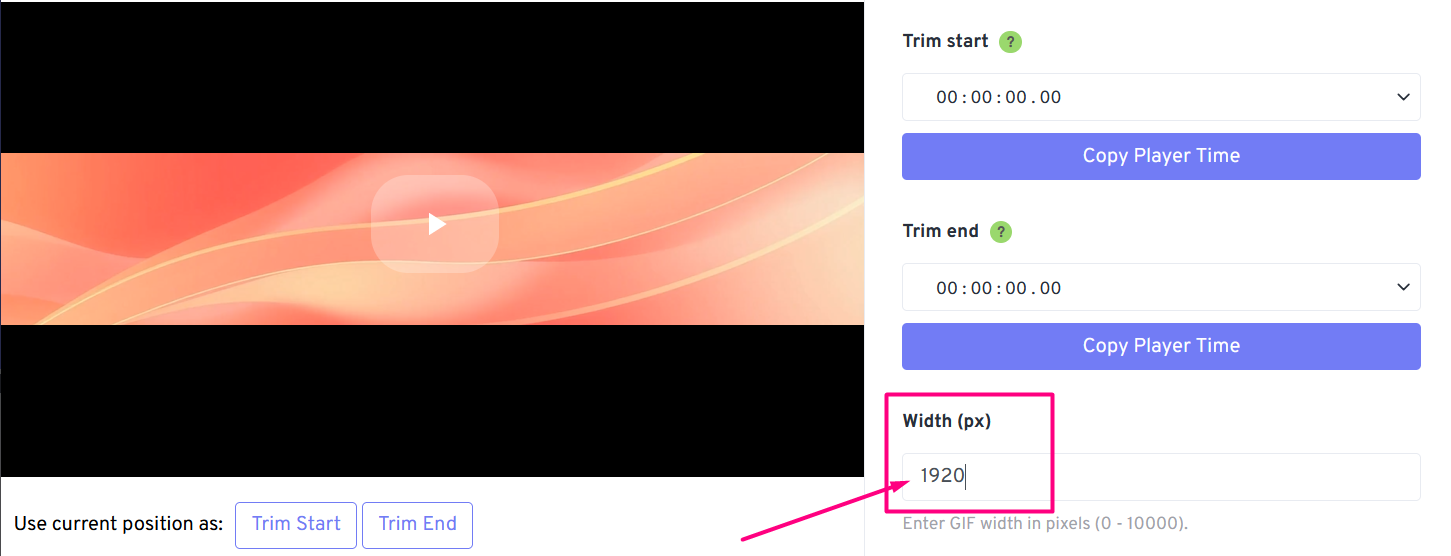 Trim start ?
00:00:00.00
Copy Player Time
Trim end ?
00:00:00.00
Copy Player Time
Width (px)
1920
Enter GIF width in pixels (0 - 10000).
Use current position as: Trim Start Trim End